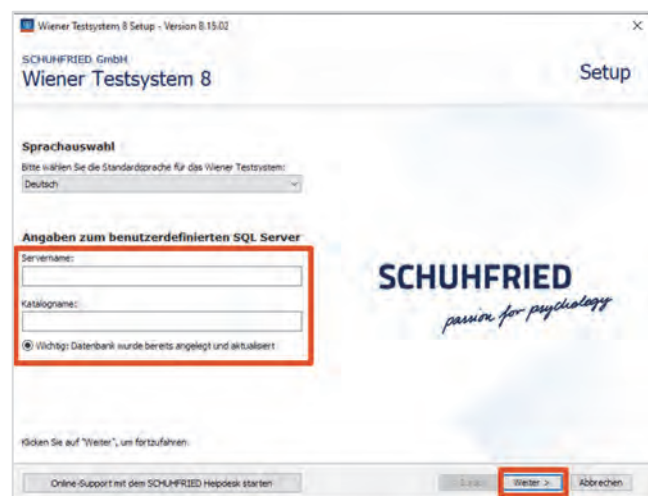 Wiener Testsystem 8 Setup - Version 8.15.02
SCHUHFRIED GmbH
Wiener Testsystem 8
Setup
Sprachauswahl
Bitte wählen Sie die Standardsprache für das Wiener Testsystem:
Deutsch
Angaben zum benutzerdefinierten SQL Server
Servername:
Katalogname:
Wichtig: Datenbank wurde bereits angelegt und aktualisiert
SCHUHFRIED
passion for psychology
Klicken Sie auf "Weiter", um fortzufahren.
Online-Support mit dem SCHUHFRIED Helpdesk starten
Weiter >
Abbrechen